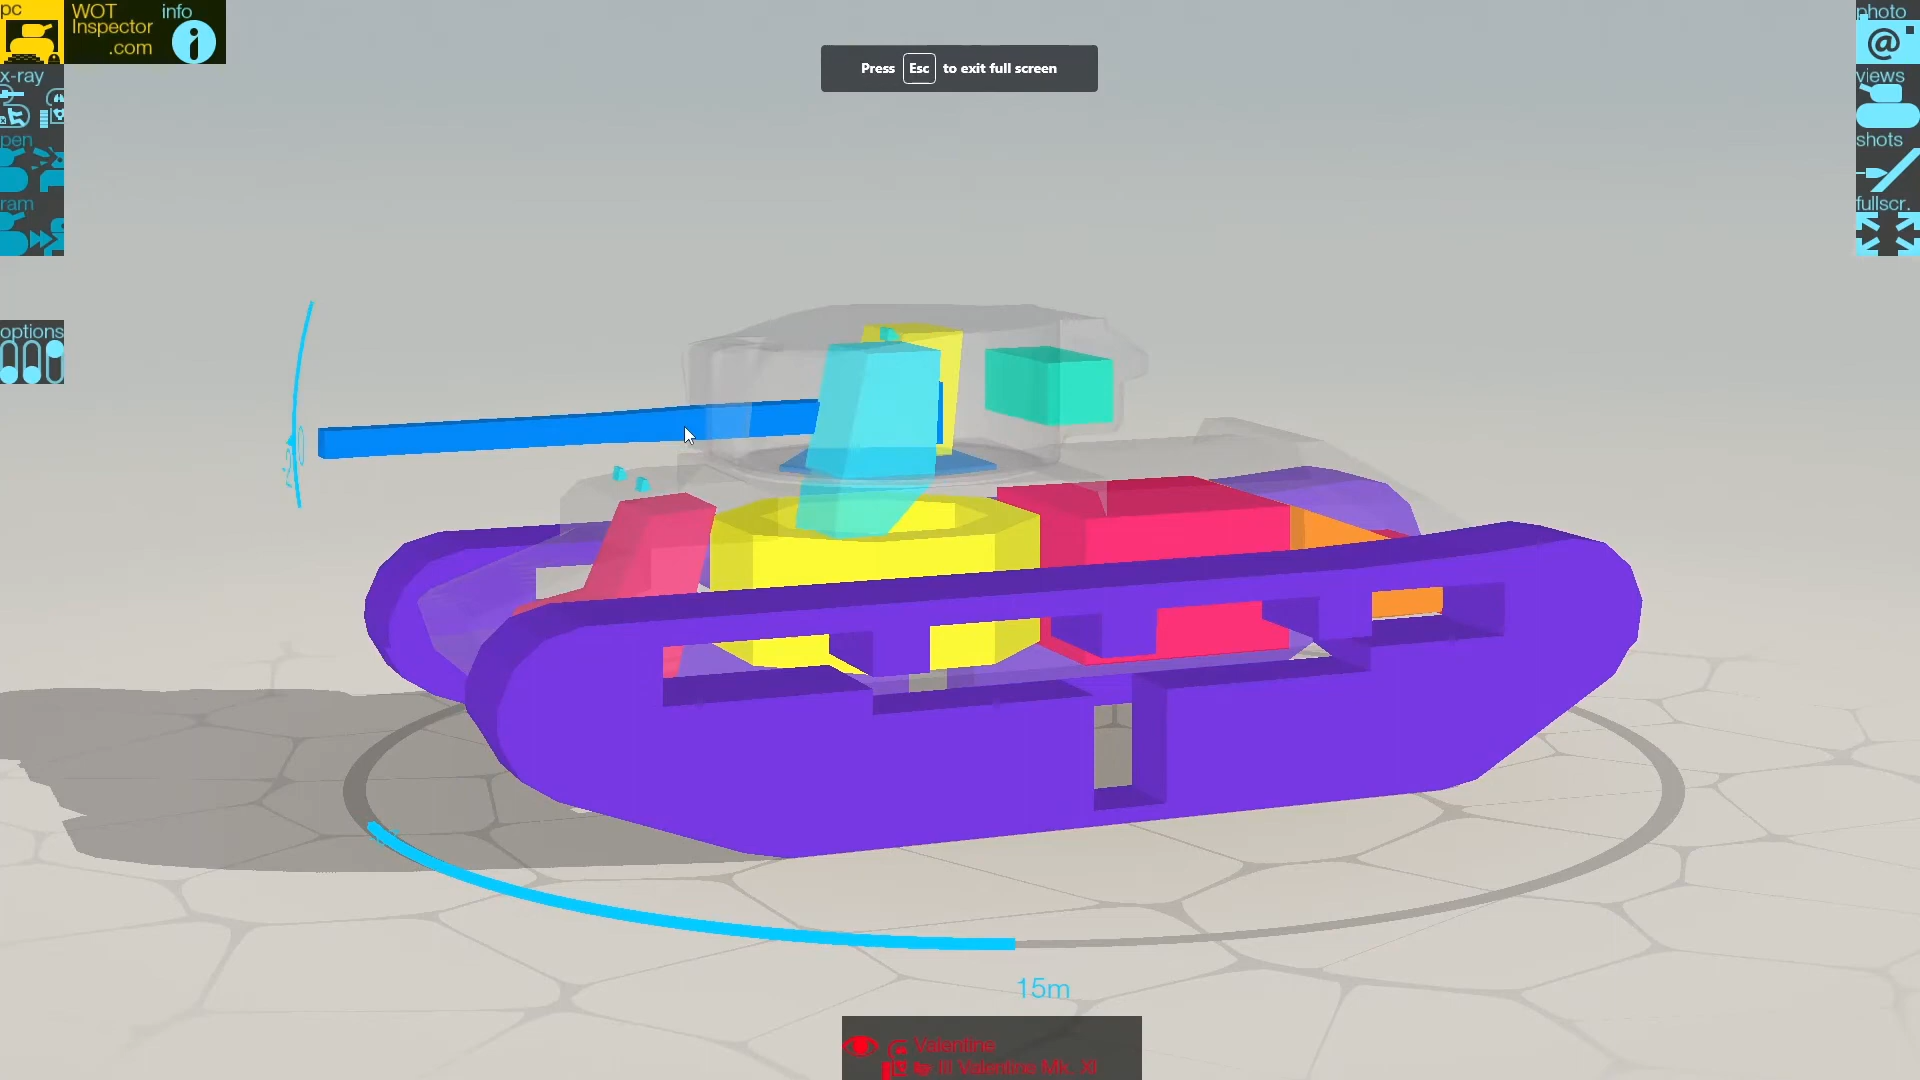 pc
WOT
Inspector
.com
info
x-ray
pen
ram
options
Press Esc to exit full screen
photo
@
views
shots
fullscr.
15m
Valentine
III Valentine Mk. XI